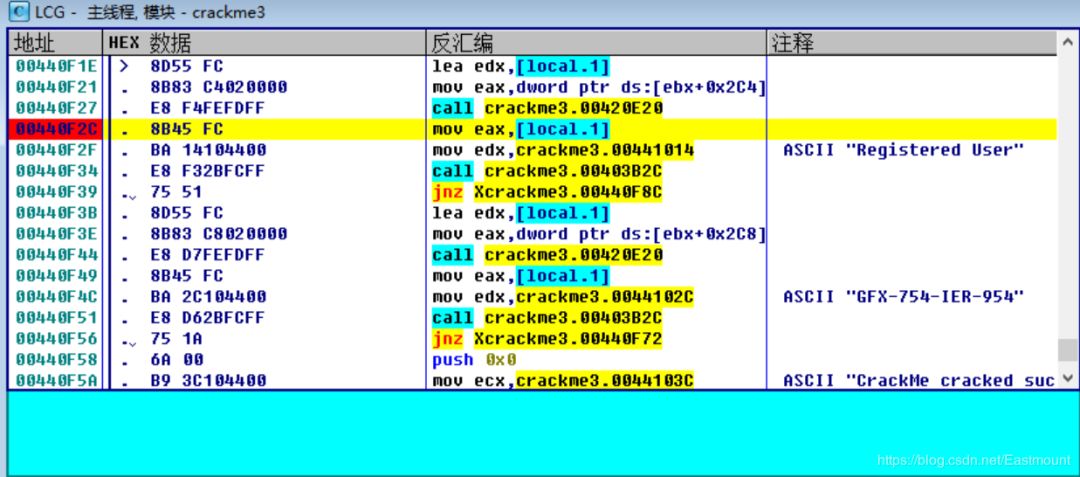 LCG - 主线程, 模块 - crackme3
地址 HEX 数据 反汇编 注释
00440F1E > 8D55 FC lea edx,[local.1]
00440F21 . 8B83 C4020000 mov eax,dword ptr ds:[ebx+0x2C4]
00440F27 . E8 F4FEFDFF call crackme3.00420E20
00440F2C . 8B45 FC mov eax,[local.1]
00440F2F . BA 14104400 mov edx,crackme3.00441014 ASCII "Registered User"
00440F34 . E8 F32BFCFF call crackme3.00403B2C
00440F39 . 75 51 jnz Xcrackme3.00440F8C
00440F3B . 8D55 FC lea edx,[local.1]
00440F3E . 8B83 C8020000 mov eax,dword ptr ds:[ebx+0x2C8]
00440F44 . E8 D7FEFDFF call crackme3.00420E20
00440F49 . 8B45 FC mov eax,[local.1]
00440F4C . BA 2C104400 mov edx,crackme3.0044102C ASCII "GFX-754-IER-954"
00440F51 . E8 D62BFCFF call crackme3.00403B2C
00440F56 . 75 1A jnz Xcrackme3.00440F72
00440F58 . 6A 00 push 0x0
00440F5A . B9 3C104400 mov ecx,crackme3.0044103C ASCII "CrackMe cracked suc
https://blog.csdn.net/Eastmount